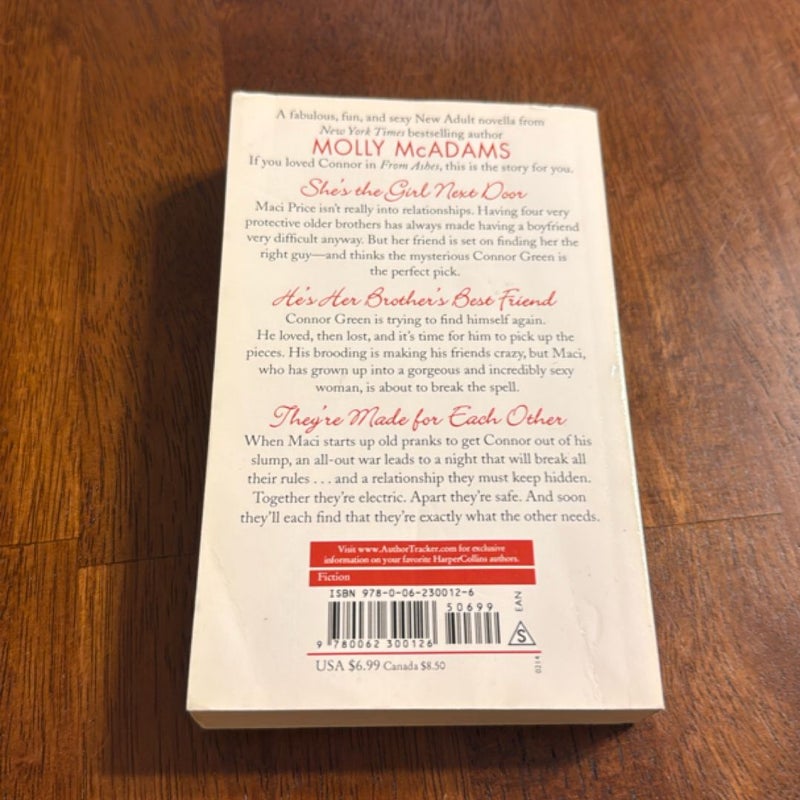 A fabulous, fun, and sexy New Adult novella from
New York Times bestselling author
MOLLY McADAMS
If you loved Connor in From Ashes, this is the story for you.
She's the Girl Next Door
Maci Price isn't really into relationships. Having four very
protective older brothers has always made having a boyfriend
very difficult anyway. But her friend is set on finding her the
right guy—and thinks the mysterious Connor Green is
the perfect pick.
He's Her Brother's Best Friend
Connor Green is trying to find himself again.
He loved, then lost, and it's time for him to pick up the
pieces. His brooding is making his friends crazy, but Maci,
who has grown up into a gorgeous and incredibly sexy
woman, is about to break the spell.
They're Made for Each Other
When Maci starts up old pranks to get Connor out of his
slump, an all-out war leads to a night that will break all
their rules . . . and a relationship they must keep hidden.
Together they're electric. Apart they're safe. And soon
they'll each find that they're exactly what the other needs.
Visit www.AuthorTracker.com for exclusive
information on your favorite HarperCollins authors.
Fiction
ISBN 978-0-06-230012-6
50699
EAN
S
9 780062 300126
USA $6.99 Canada $8.50
0214